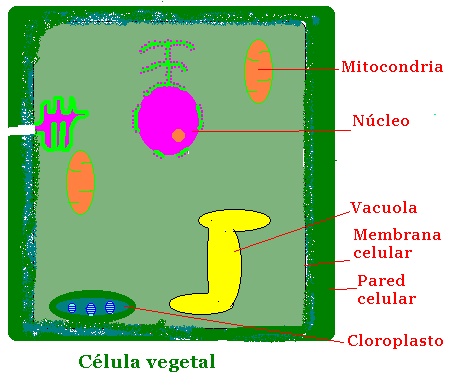 Mitocondria
Núcleo
Vacuola
Membrana
celular
Pared
celular
Cloroplasto
Célula vegetal